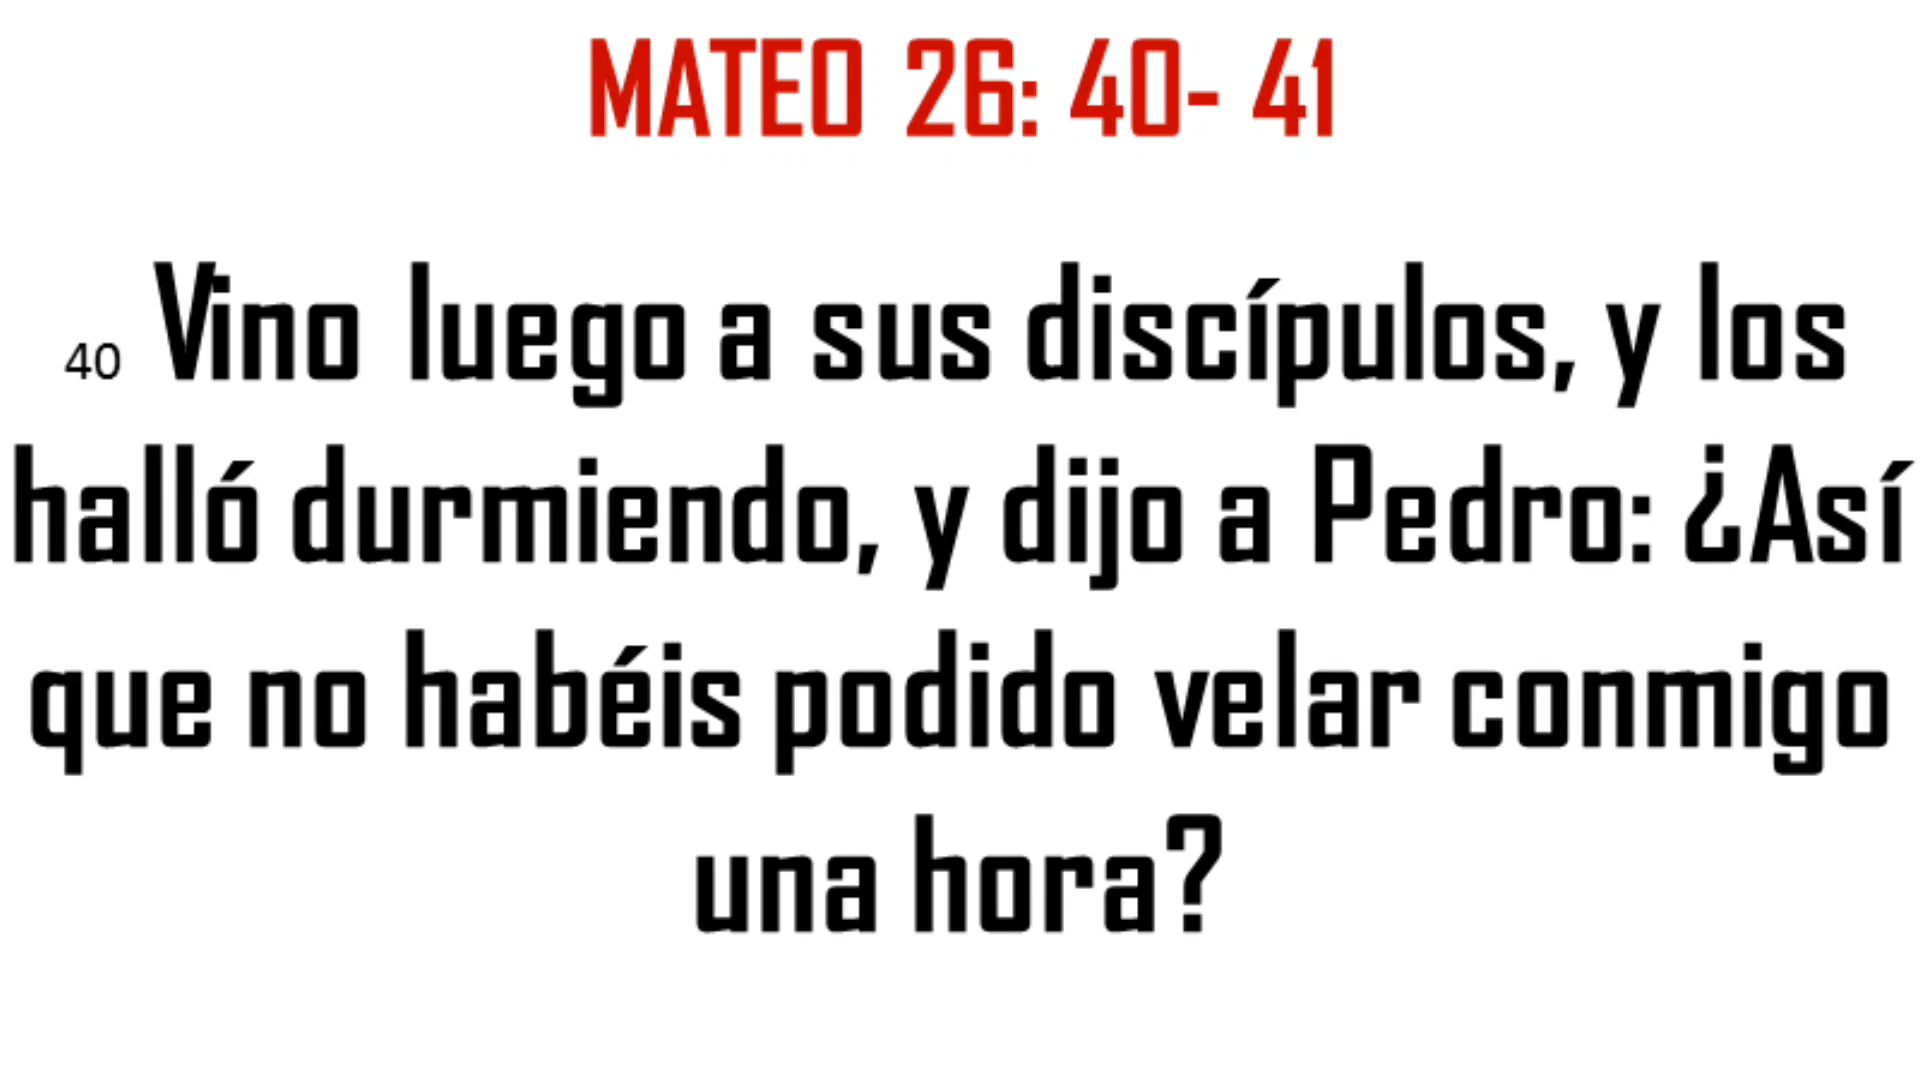 MATEO 26: 40- 41
40 Vino luego a sus discípulos, y los
halló durmiendo, y dijo a Pedro: ¿Así
que no habéis podido velar conmigo
una hora?